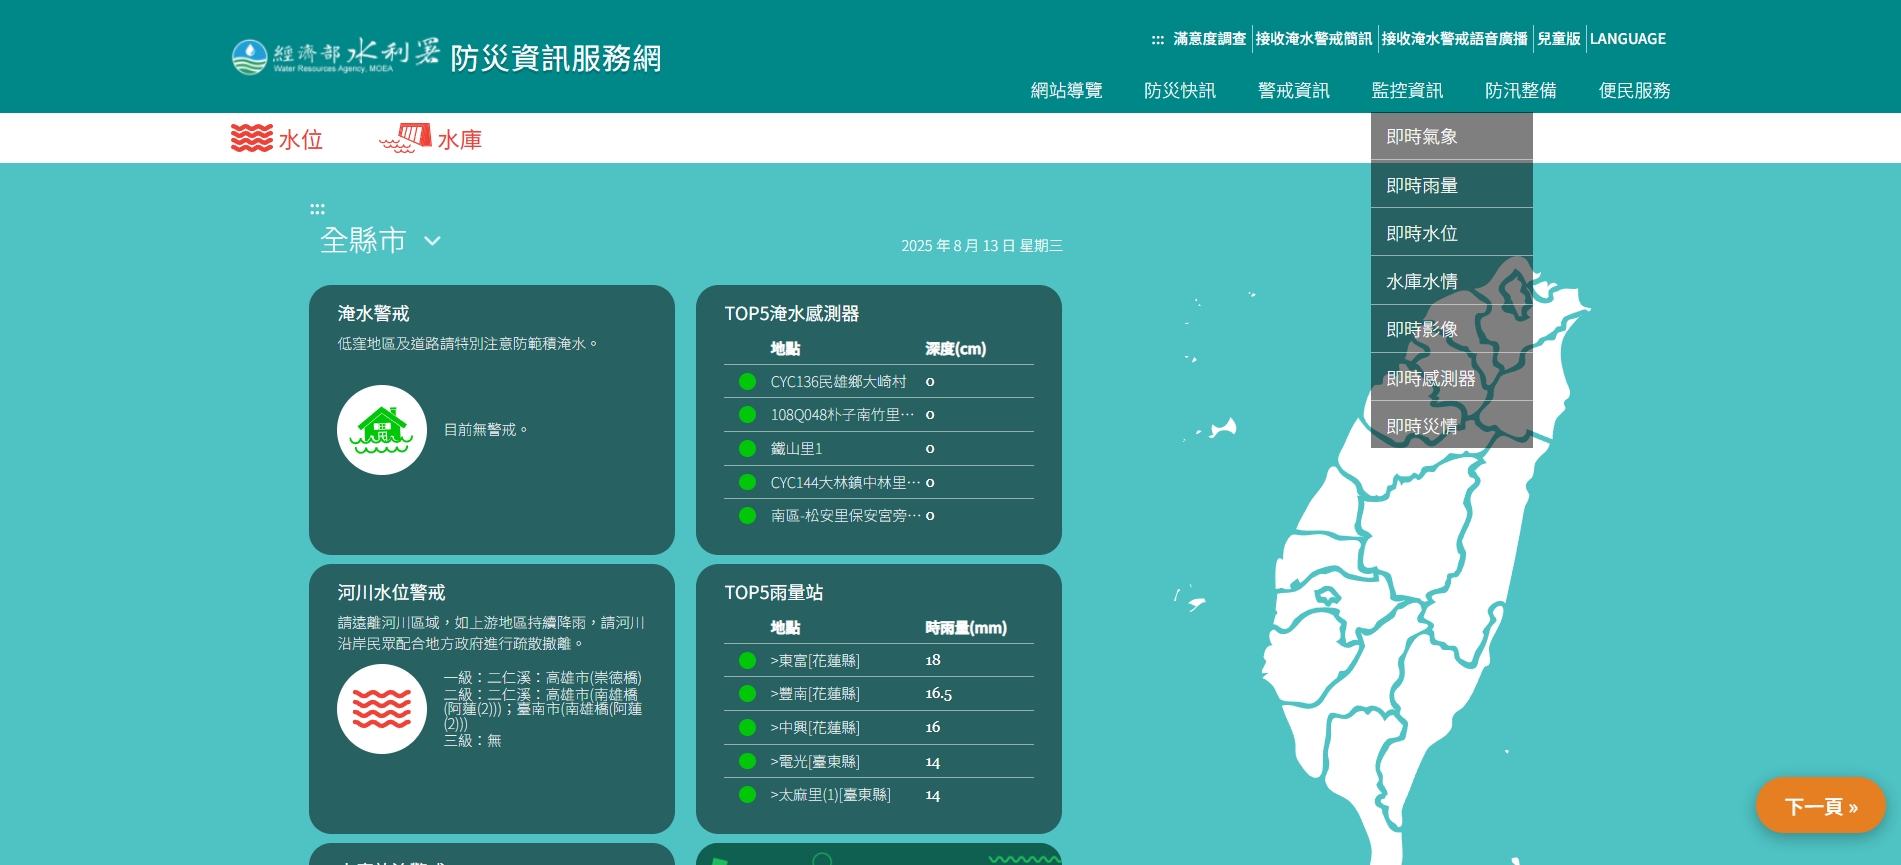 經濟部水利署 防災資訊服務網
Water Resources Agency, MOEA
::: 滿意度調查 接收淹水警戒簡訊 接收淹水警戒語音廣播 兒童版 LANGUAGE
網站導覽 防災快訊 警戒資訊 監控資訊 防汛整備 便民服務
水位 水庫
即時氣象
即時雨量
即時水位
水庫水情
即時影像
即時感測器
即時災情
:::
全縣市
2025 年 8 月 13 日 星期三
淹水警戒
低窪地區及道路請特別注意防範積淹水。
目前無警戒。
TOP5淹水感測器
地點 深度(cm)
CYC136民雄鄉大崎村 0
108Q048朴子南竹里… 0
鐵山里1 0
CYC144大林鎮中林里… 0
南區-松安里保安宮旁… 0
河川水位警戒
請遠離河川區域，如上游地區持續降雨，請河川
沿岸民眾配合地方政府進行疏散撤離。
一級：二仁溪：高雄市(崇德橋)
二級：二仁溪：高雄市(南雄橋
(阿蓮(2)))；臺南市(南雄橋(阿蓮
(2)))
三級：無
TOP5雨量站
地點 時雨量(mm)
>東富[花蓮縣] 18
>豐南[花蓮縣] 16.5
>中興[花蓮縣] 16
>電光[臺東縣] 14
>太麻里(1)[臺東縣] 14
下一頁 »